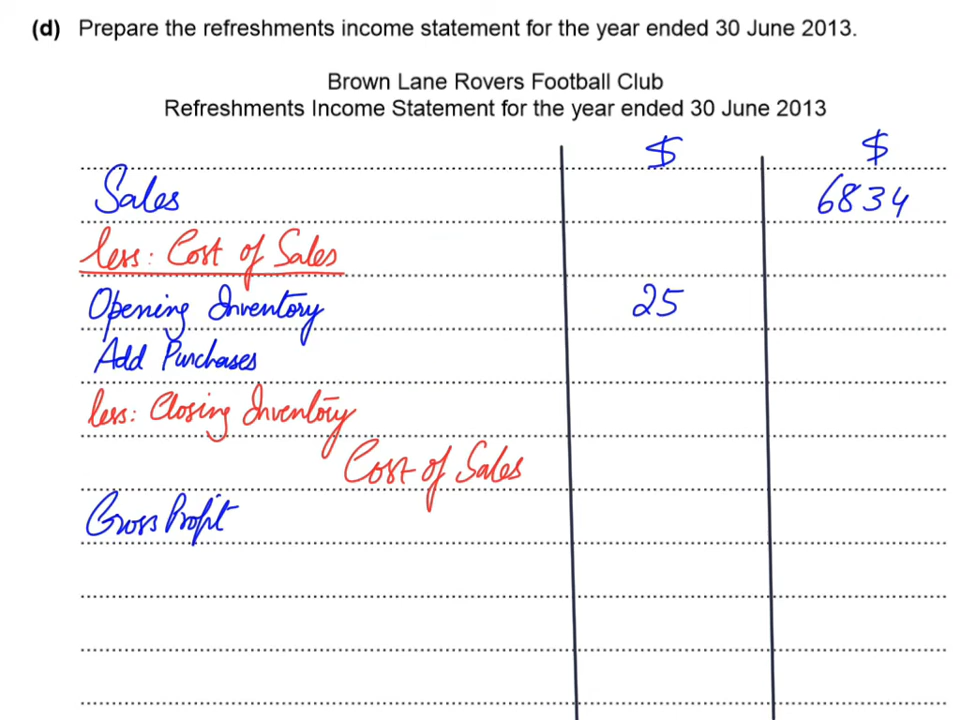 (d) Prepare the refreshments income statement for the year ended 30 June 2013.
Brown Lane Rovers Football Club
Refreshments Income Statement for the year ended 30 June 2013
$ $
Sales 6834
less: Cost of Sales
Opening Inventory 25
Add Purchases
less: Closing Inventory
Cost of Sales
Gross Profit